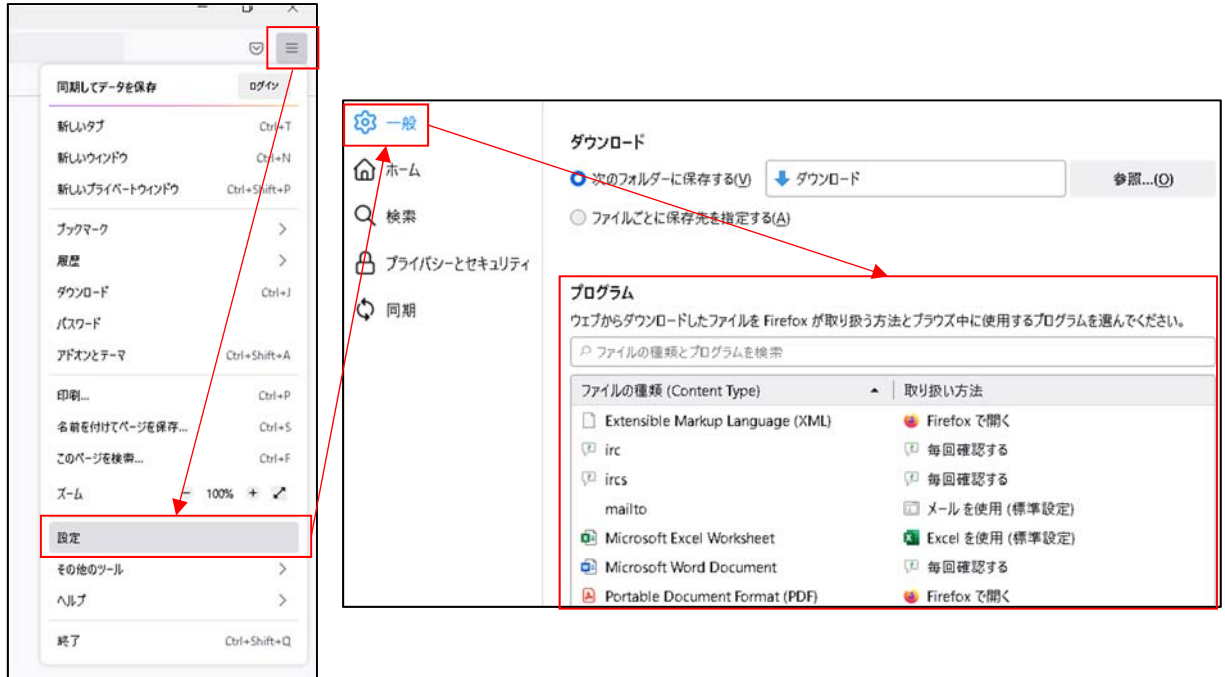 同期してデータを保存 ログイン
新しいタブ Ctrl+T
新しいウィンドウ Ctrl+N
新しいプライベートウィンドウ Ctrl+Shift+P
ブックマーク
履歴
ダウンロード Ctrl+J
パスワード
アドオンとテーマ Ctrl+Shift+A
印刷... Ctrl+P
名前を付けてページを保存... Ctrl+S
このページを検索... Ctrl+F
ズーム − 100% +
設定
その他のツール
ヘルプ
終了 Ctrl+Shift+Q
一般
ホーム
検索
プライバシーとセキュリティ
同期
ダウンロード
次のフォルダーに保存する(V) ダウンロード 参照...(O)
ファイルごとに保存先を指定する(A)
プログラム
ウェブからダウンロードしたファイルを Firefox が取り扱う方法とブラウズ中に使用するプログラムを選んでください。
ファイルの種類とプログラムを検索
ファイルの種類 (Content Type) 取り扱い方法
Extensible Markup Language (XML) Firefox で開く
irc 毎回確認する
ircs 毎回確認する
mailto メール を使用 (標準設定)
Microsoft Excel Worksheet Excel を使用 (標準設定)
Microsoft Word Document 毎回確認する
Portable Document Format (PDF) Firefox で開く